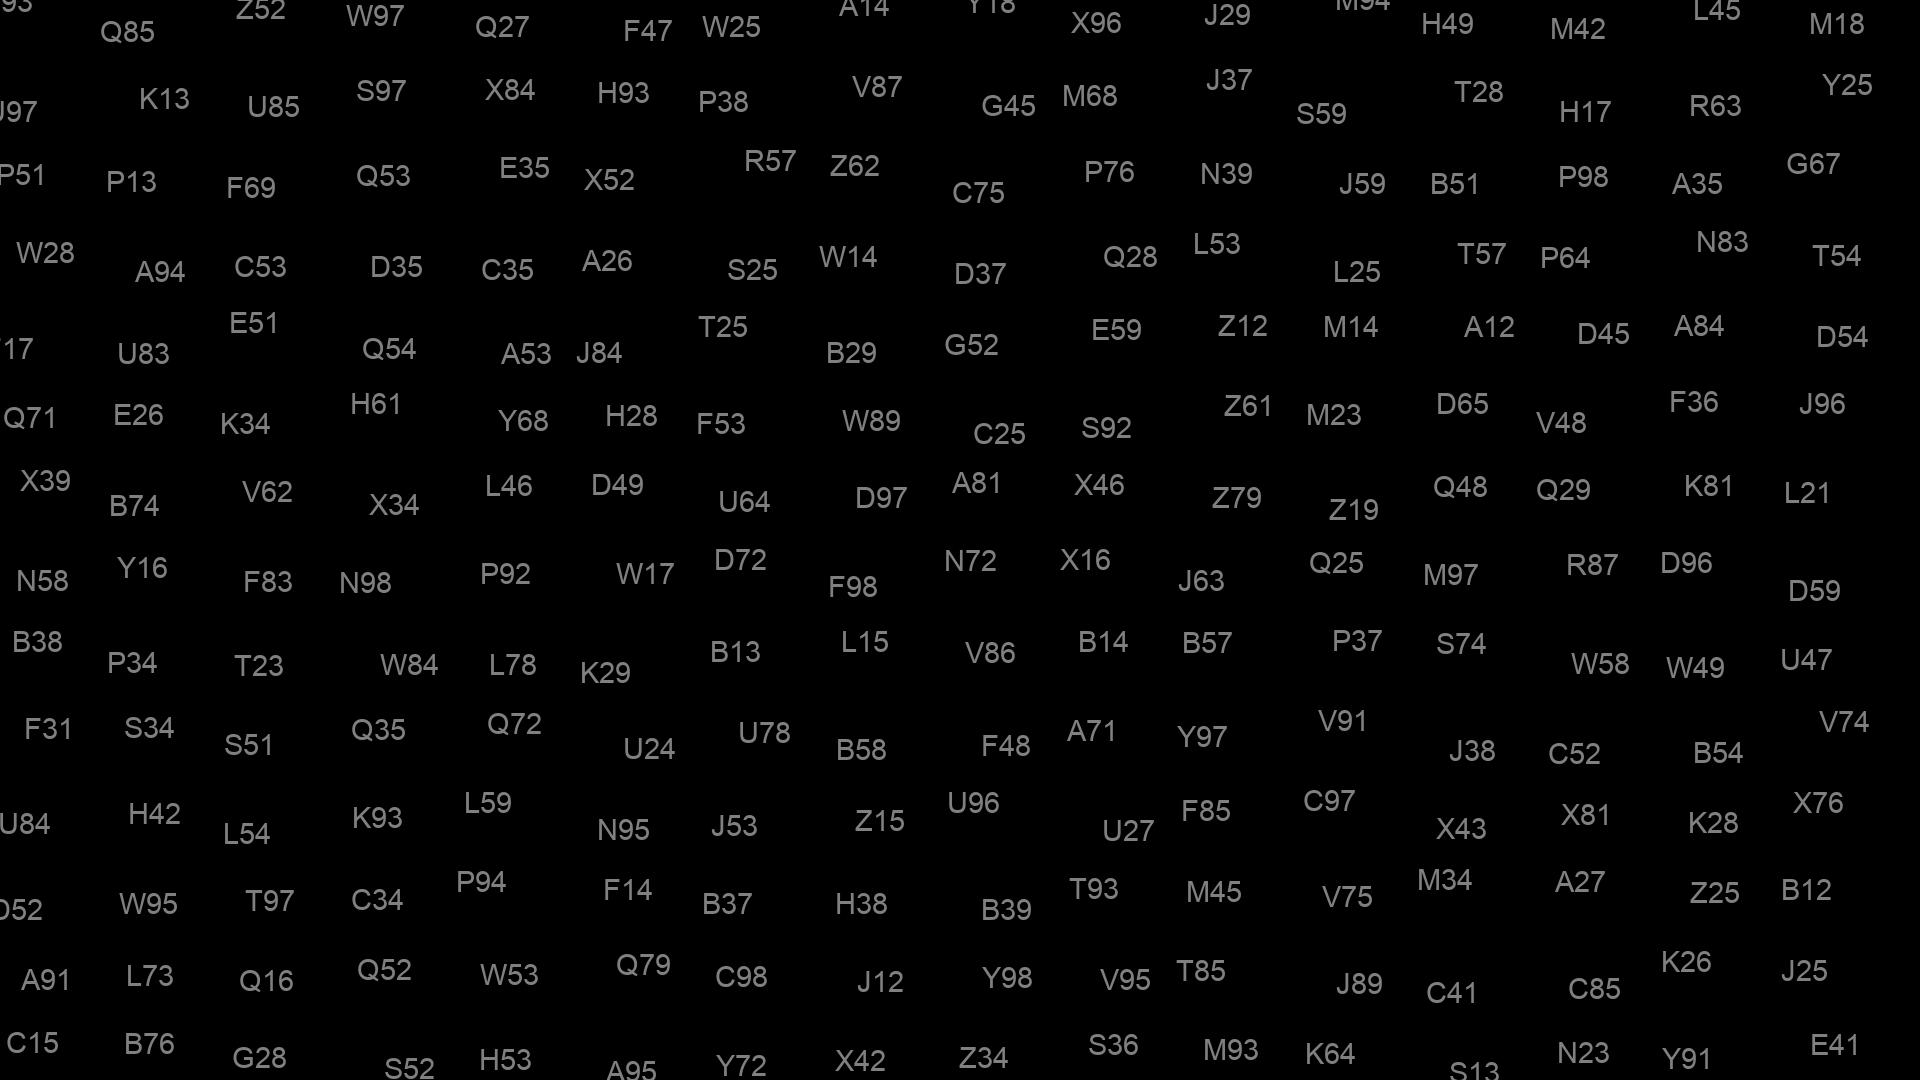 Q85 Z52 W97 Q27 F47 W25 A14 Y18 X96 J29 M94 H49 M42 L45 M18
K13 U85 S97 X84 H93 P38 V87 G45 M68 J37 S59 T28 H17 R63 Y25
P51 P13 F69 Q53 E35 X52 R57 Z62 C75 P76 N39 J59 B51 P98 A35 G67
W28 A94 C53 D35 C35 A26 S25 W14 D37 Q28 L53 L25 T57 P64 N83 T54
17 U83 E51 Q54 A53 J84 T25 B29 G52 E59 Z12 M14 A12 D45 A84 D54
Q71 E26 K34 H61 Y68 H28 F53 W89 C25 S92 Z61 M23 D65 V48 F36 J96
X39 B74 V62 X34 L46 D49 U64 D97 A81 X46 Z79 Z19 Q48 Q29 K81 L21
N58 Y16 F83 N98 P92 W17 D72 F98 N72 X16 J63 Q25 M97 R87 D96 D59
B38 P34 T23 W84 L78 K29 B13 L15 V86 B14 B57 P37 S74 W58 W49 U47
F31 S34 S51 Q35 Q72 U24 U78 B58 F48 A71 Y97 V91 J38 C52 B54 V74
U84 H42 L54 K93 L59 N95 J53 Z15 U96 U27 F85 C97 X43 X81 K28 X76
D52 W95 T97 C34 P94 F14 B37 H38 B39 T93 M45 V75 M34 A27 Z25 B12
A91 L73 Q16 Q52 W53 Q79 C98 J12 Y98 V95 T85 J89 C41 C85 K26 J25
C15 B76 G28 S52 H53 A95 Y72 X42 Z34 S36 M93 K64 S13 N23 Y91 E41